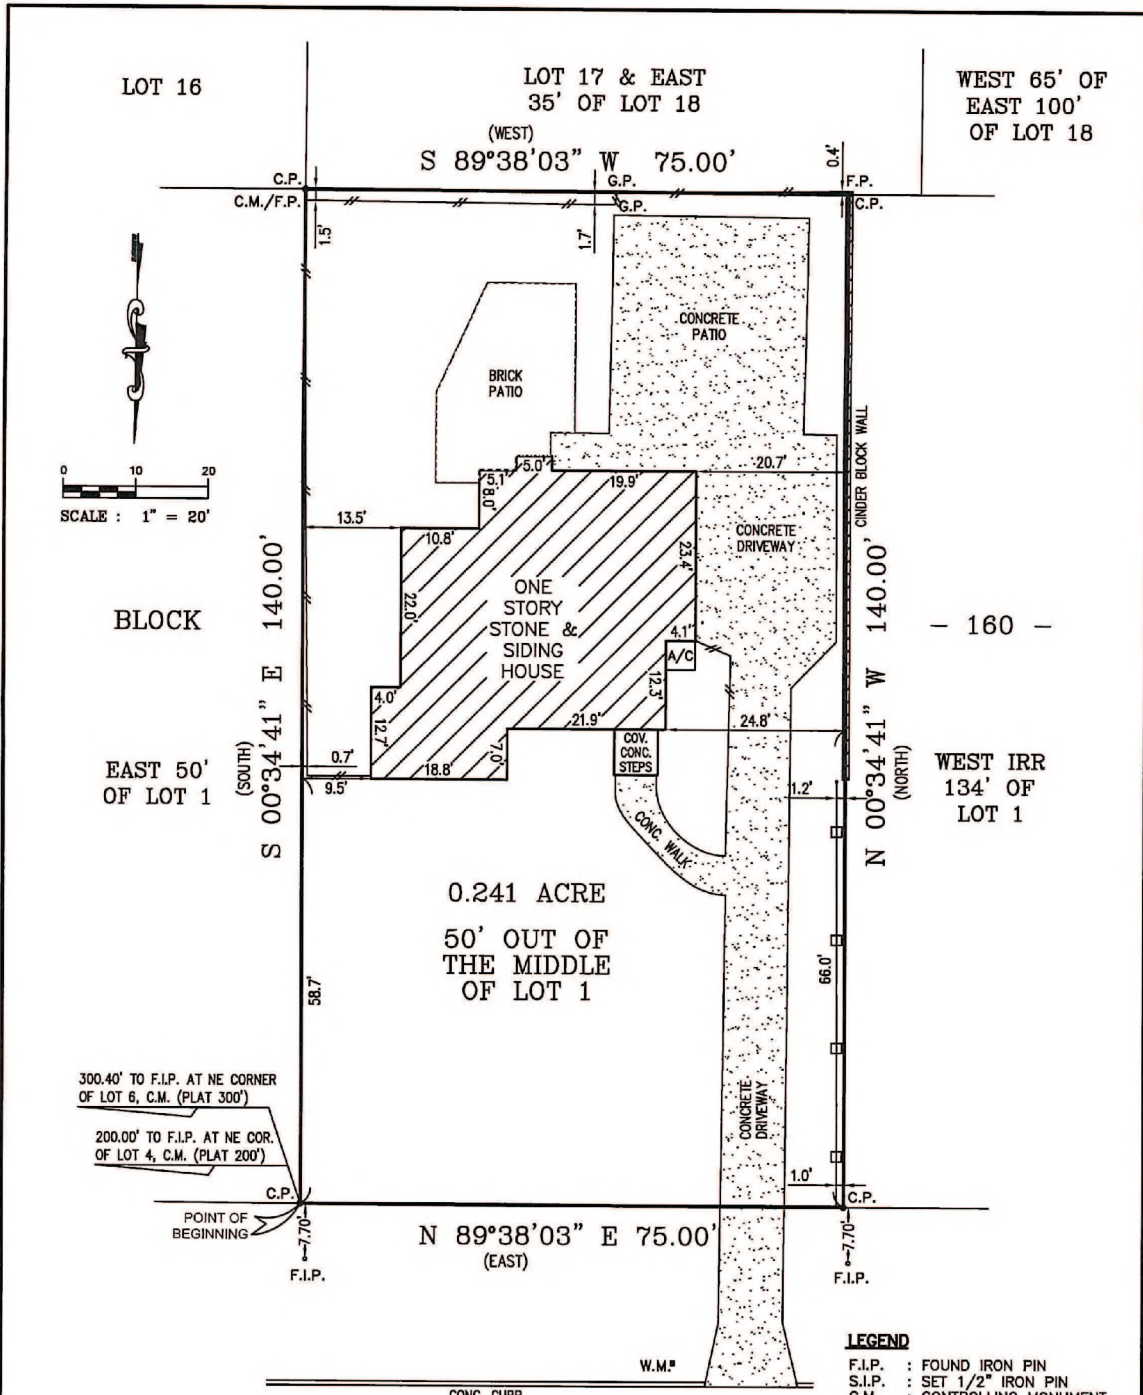 LOT 16
LOT 17 & EAST
35' OF LOT 18
WEST 65' OF
EAST 100'
OF LOT 18
(WEST)
S 89°38'03" W 75.00'
0.4'
C.P.
G.P.
F.P.
C.M./F.P.
G.P.
C.P.
1.5'
1.7'
CONCRETE
PATIO
BRICK
PATIO
CINDER BLOCK WALL
0 10 20
SCALE : 1" = 20'
5.0'
5.1'
8.0'
19.9'
20.7'
13.5'
10.8'
23.4'
CONCRETE
DRIVEWAY
22.0'
ONE
STORY
STONE &
SIDING
HOUSE
BLOCK
- 160 -
S 00°34'41" E 140.00'
(SOUTH)
N 00°34'41" W 140.00'
(NORTH)
4.1'
A/C
4.0'
12.3'
12.7'
21.9'
24.8'
7.0'
COV.
CONC.
STEPS
0.7'
18.8'
9.5'
EAST 50'
OF LOT 1
WEST IRR
134' OF
LOT 1
1.2'
CONC. WALK
0.241 ACRE
50' OUT OF
THE MIDDLE
OF LOT 1
58.7'
66.0'
CONCRETE
DRIVEWAY
300.40' TO F.I.P. AT NE CORNER
OF LOT 6, C.M. (PLAT 300')
200.00' TO F.I.P. AT NE COR.
OF LOT 4, C.M. (PLAT 200')
1.0'
C.P.
C.P.
POINT OF
BEGINNING
7.70'
N 89°38'03" E 75.00'
(EAST)
7.70'
F.I.P.
F.I.P.
W.M.
CONC. CURB
LEGEND
F.I.P. : FOUND IRON PIN
S.I.P. : SET 1/2" IRON PIN
C.M. : CONTROLLING MONUMENT